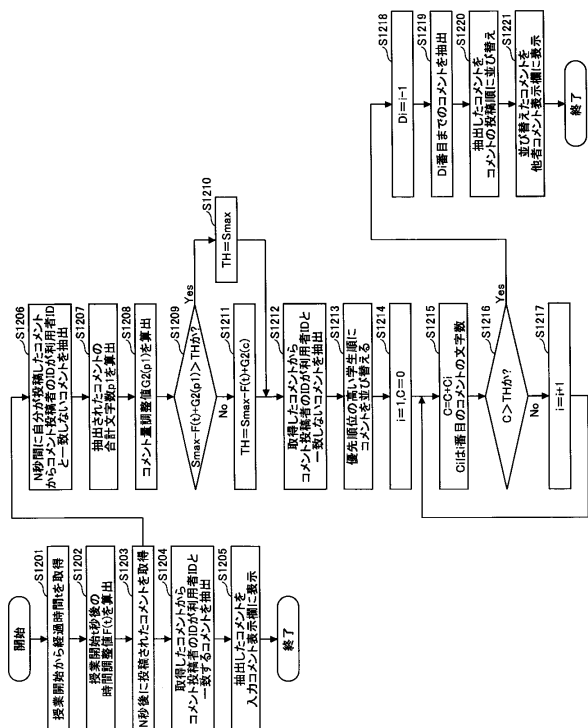 開始
S1201
授業開始から経過時間tを取得
S1202
授業開始t秒後の
時間調整値F(t)を算出
S1203
N秒後に投稿されたコメントを取得
S1204
取得したコメントから
コメント投稿者のIDが利用者IDと
一致するコメントを抽出
S1205
抽出したコメントを
入力コメント表示欄に表示
終了
S1206
N秒間に自分が投稿したコメント
からコメント投稿者のIDが利用者ID
と一致しないコメントを抽出
S1207
抽出されたコメントの
合計文字数p1を算出
S1208
コメント量調整値G2(p1)を算出
S1209
Smax-F(t)+G2(p1)>THか?
Yes
S1210
TH=Smax
No
S1211
TH=Smax-F(t)+G2(c)
S1212
取得したコメントから
コメント投稿者のIDが利用者IDと
一致しないコメントを抽出
S1213
優先順位の高い学生順に
コメントを並び替える
S1214
i=1,C=0
S1215
C=C+Ci
Ciはi番目のコメントの文字数
S1216
C>THか?
Yes
No
S1217
i=i+1
S1218
Di=i-1
S1219
Di番目までのコメントを抽出
S1220
抽出したコメントを
コメントの投稿順に並び替え
S1221
並び替えたコメントを
他者コメント表示欄に表示
終了